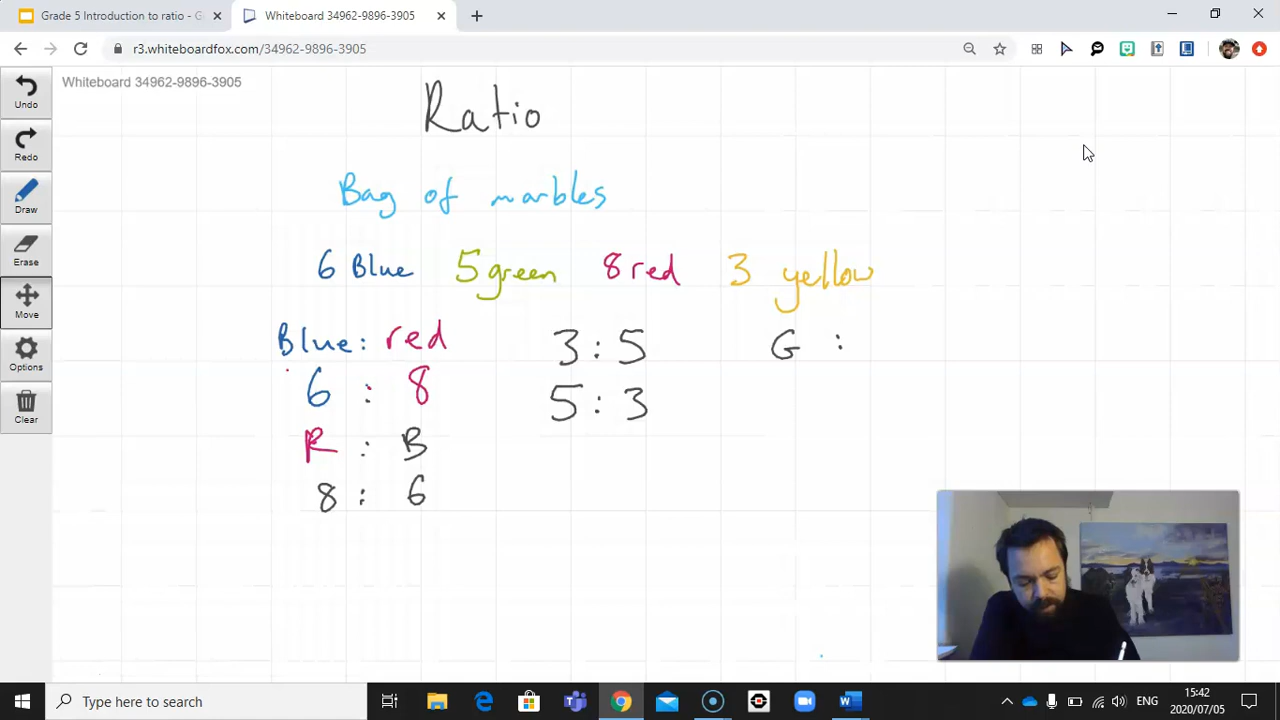 Grade 5 Introduction to ratio - G
Whiteboard 34962-9896-3905
r3.whiteboardfox.com/34962-9896-3905
Whiteboard 34962-9896-3905
Undo
Redo
Draw
Erase
Move
Options
Clear
Ratio
Bag of marbles
6 Blue 5 green 8 red 3 yellow
Blue : red 3 : 5 G :
6 : 8 5 : 3
R : B
8 : 6
Type here to search
ENG
15:42
2020/07/05